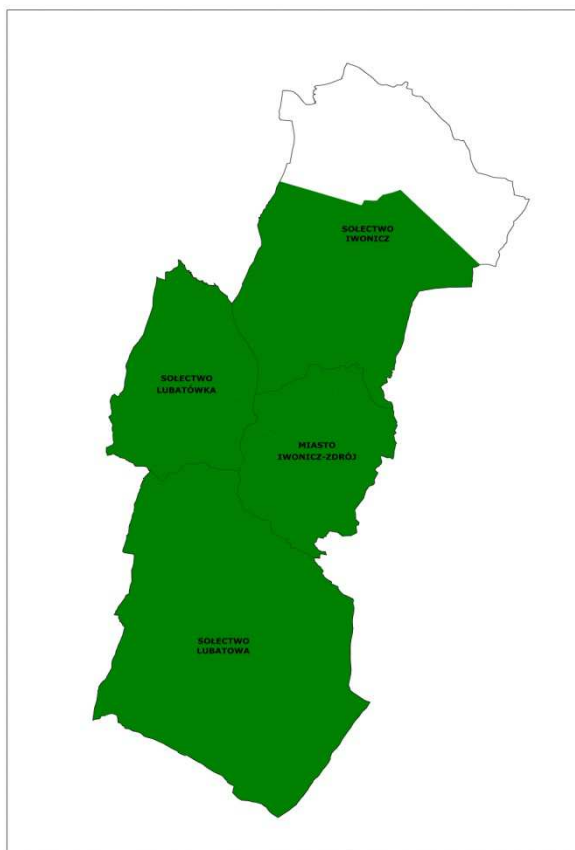 SOŁECTWO
IWONICZ
SOŁECTWO
LUBATÓWKA
MIASTO
IWONICZ-ZDRÓJ
SOŁECTWO
LUBATOWA